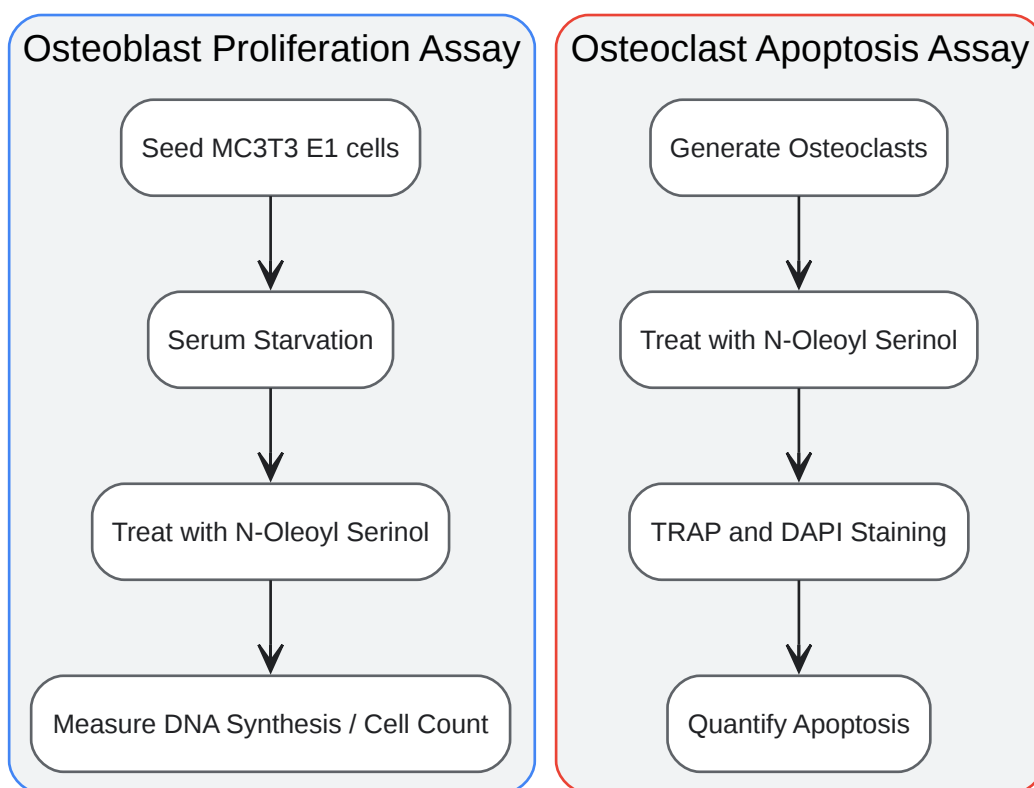 Osteoblast Proliferation Assay
Seed MC3T3 E1 cells
Serum Starvation
Treat with N-Oleoyl Serinol
Measure DNA Synthesis / Cell Count
Osteoclast Apoptosis Assay
Generate Osteoclasts
Treat with N-Oleoyl Serinol
TRAP and DAPI Staining
Quantify Apoptosis